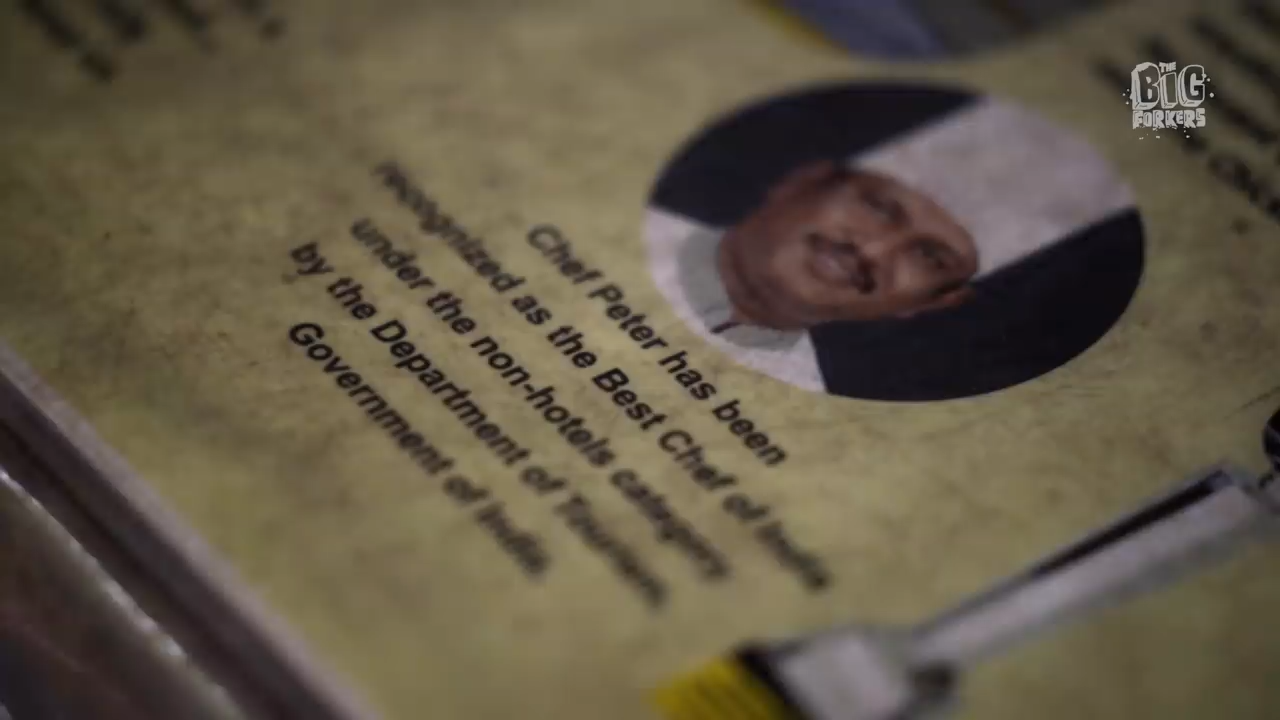 THE
BIG
FORKERS
Chef Peter has been
recognized as the Best Chef of India
under the non-hotels category
by the Department of Tourism
Government of India.